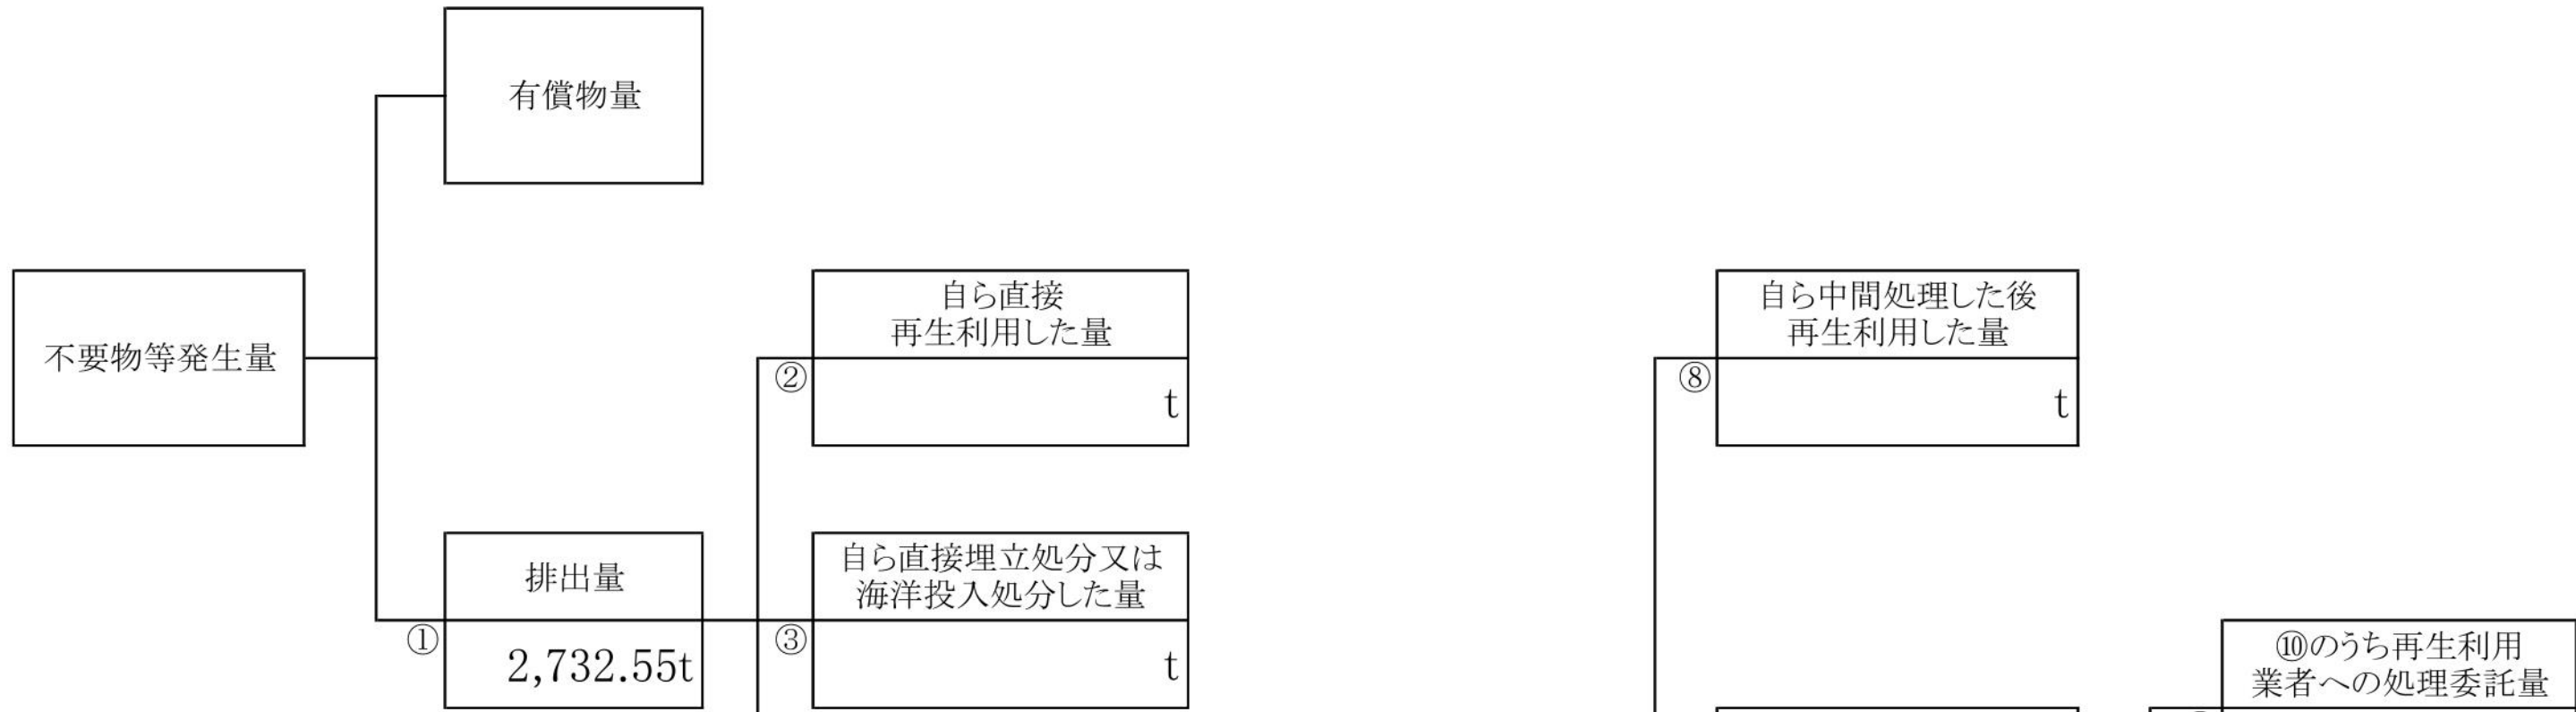 有償物量
不要物等発生量
自ら直接
再生利用した量
②
t
自ら中間処理した後
再生利用した量
⑧
t
排出量
①
2,732.55t
自ら直接埋立処分又は
海洋投入処分した量
③
t
⑩のうち再生利用
業者への処理委託量